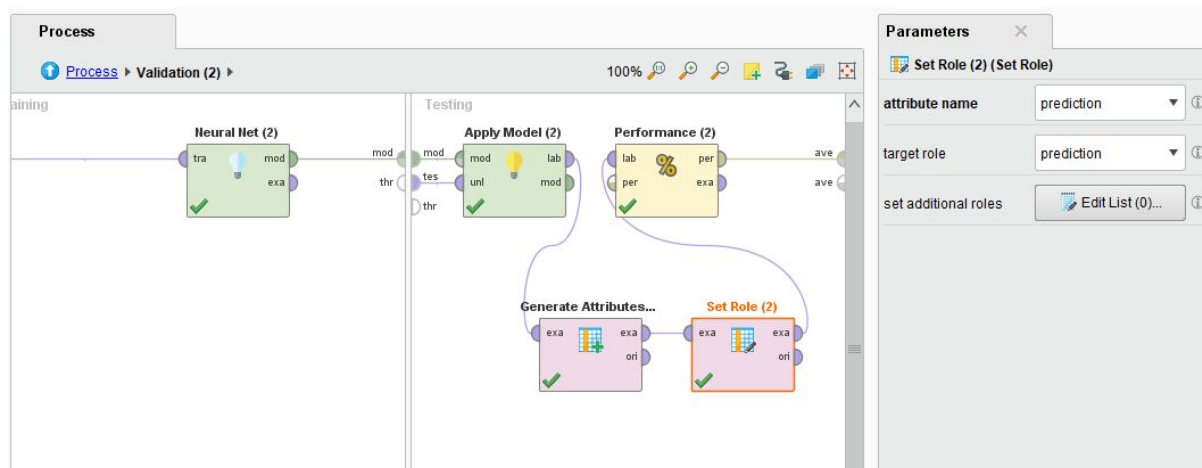 Process
Process ▸ Validation (2) ▸
100%
aining
Testing
Neural Net (2)
tra
mod
exa
mod
thr
mod
tes
thr
Apply Model (2)
mod
lab
unl
mod
Performance (2)
lab
per
per
exa
ave
ave
Generate Attributes...
exa
exa
ori
Set Role (2)
exa
exa
ori
Parameters
Set Role (2) (Set Role)
attribute name
prediction
target role
prediction
set additional roles
Edit List (0)...